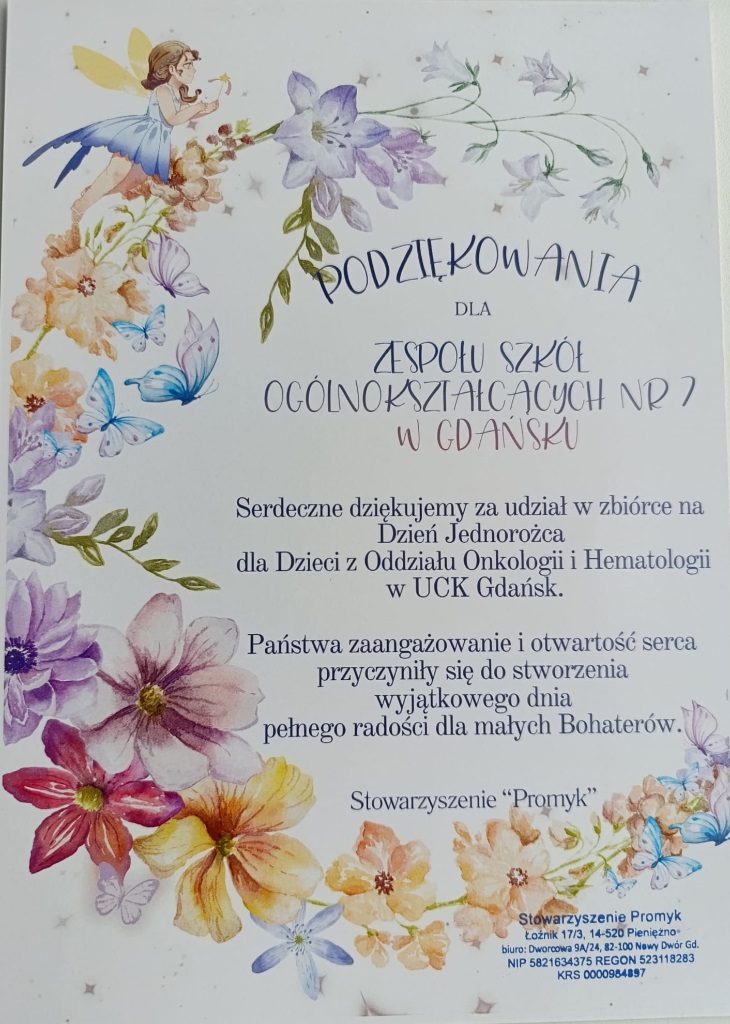 PODZIĘKOWANIA
DLA
ZESPOŁU SZKÓŁ
OGÓLNOKSZTAŁCĄCYCH NR 7
W GDAŃSKU
Serdeczne dziękujemy za udział w zbiórce na
Dzień Jednorożca
dla Dzieci z Oddziału Onkologii i Hematologii
w UCK Gdańsk.
Państwa zaangażowanie i otwartość serca
przyczyniły się do stworzenia
wyjątkowego dnia
pełnego radości dla małych Bohaterów.
Stowarzyszenie “Promyk”
Stowarzyszenie Promyk
Łoźnik 17/3, 14-520 Pieniężno
biuro: Dworcowa 9A/24, 82-100 Nowy Dwór Gd.
NIP 5821634375 REGON 523118283
KRS 0000984897